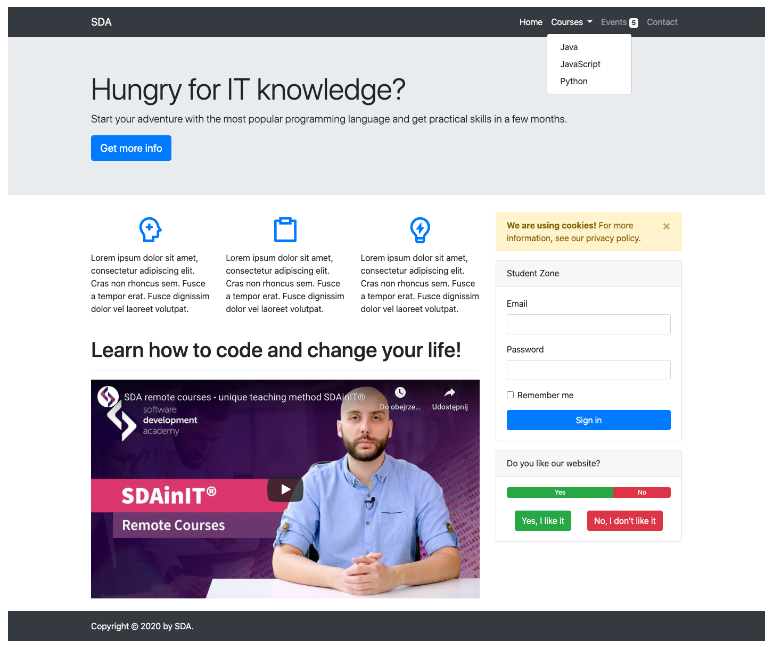 SDA
Home Courses Events 5 Contact
Java
JavaScript
Python
Hungry for IT knowledge?
Start your adventure with the most popular programming language and get practical skills in a few months.
Get more info
Lorem ipsum dolor sit amet,
consectetur adipiscing elit.
Cras non rhoncus sem. Fusce
a tempor erat. Fusce dignissim
dolor vel laoreet volutpat.
Lorem ipsum dolor sit amet,
consectetur adipiscing elit.
Cras non rhoncus sem. Fusce
a tempor erat. Fusce dignissim
dolor vel laoreet volutpat.
Lorem ipsum dolor sit amet,
consectetur adipiscing elit.
Cras non rhoncus sem. Fusce
a tempor erat. Fusce dignissim
dolor vel laoreet volutpat.
Learn how to code and change your life!
SDA remote courses - unique teaching method SDAinIT®
Do obejrze...
Udostępnij
software
development
academy
SDAinIT®
Remote Courses
We are using cookies! For more ×
information, see our privacy policy.
Student Zone
Email
Password
Remember me
Sign in
Do you like our website?
Yes No
Yes, I like it No, I don't like it
Copyright © 2020 by SDA.